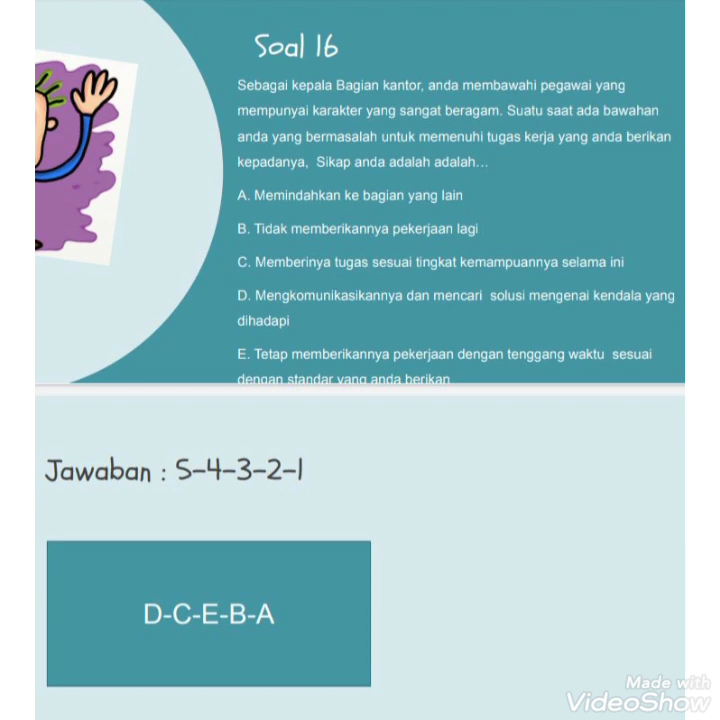 Soal 16
Sebagai kepala Bagian kantor, anda membawahi pegawai yang
mempunyai karakter yang sangat beragam. Suatu saat ada bawahan
anda yang bermasalah untuk memenuhi tugas kerja yang anda berikan
kepadanya, Sikap anda adalah adalah...
A. Memindahkan ke bagian yang lain
B. Tidak memberikannya pekerjaan lagi
C. Memberinya tugas sesuai tingkat kemampuannya selama ini
D. Mengkomunikasikannya dan mencari solusi mengenai kendala yang
dihadapi
E. Tetap memberikannya pekerjaan dengan tenggang waktu sesuai
dengan standar yang anda berikan
Jawaban : 5-4-3-2-1
D-C-E-B-A
Made with
VideoShow